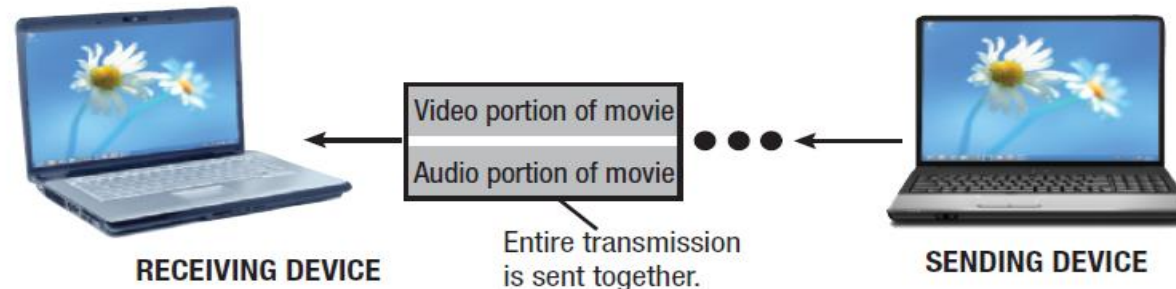 Video portion of movie
Audio portion of movie
Entire transmission
is sent together.
RECEIVING DEVICE
SENDING DEVICE